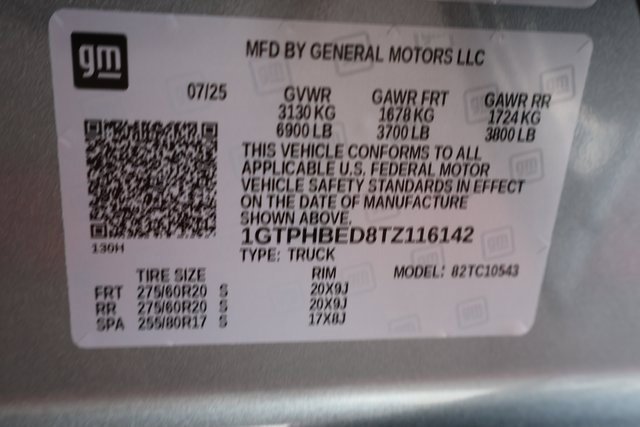 gm
MFD BY GENERAL MOTORS LLC
07/25 GVWR GAWR FRT GAWR RR
3130 KG 1678 KG 1724 KG
6900 LB 3700 LB 3800 LB
THIS VEHICLE CONFORMS TO ALL
APPLICABLE U.S. FEDERAL MOTOR
VEHICLE SAFETY STANDARDS IN EFFECT
ON THE DATE OF MANUFACTURE
SHOWN ABOVE.
130H
1GTPHBED8TZ116142
TYPE: TRUCK
TIRE SIZE RIM MODEL: 82TC10543
FRT 275/60R20 S 20X9J
RR 275/60R20 S 20X9J
SPA 255/80R17 S 17X8J